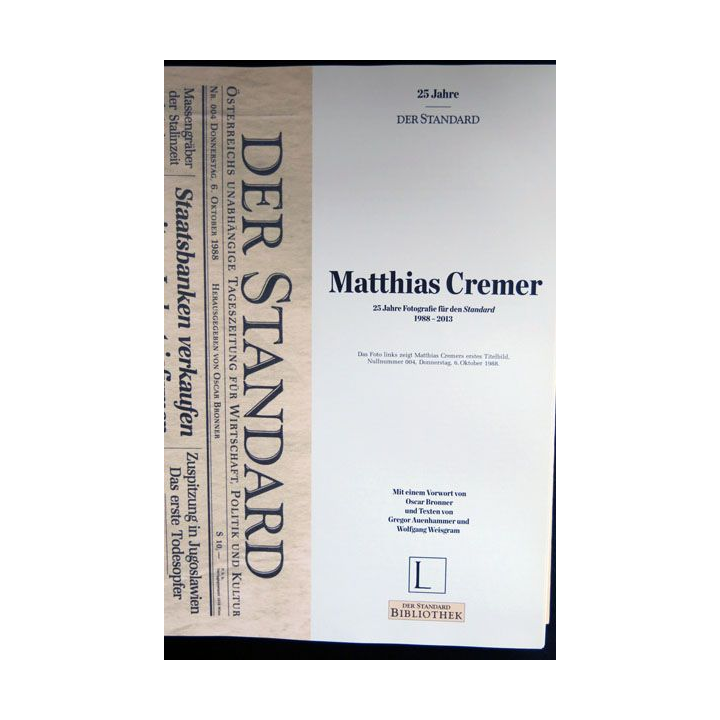 DER STANDARD
ÖSTERREICHS UNABHÄNGIGE TAGESZEITUNG FÜR WIRTSCHAFT, POLITIK UND KULTUR
NR. 004 DONNERSTAG, 6. OKTOBER 1988 HERAUSGEGEBEN VON OSCAR BRONNER S 10,—
Massengräber
der Stalinzeit
Staatsbanken verkaufen
Zuspitzung in Jugoslawien
Das erste Todesopfer
25 Jahre
DER STANDARD
Matthias Cremer
25 Jahre Fotografie für den Standard
1988 – 2013
Das Foto links zeigt Matthias Cremers erstes Titelbild.
Nullnummer 004, Donnerstag, 6. Oktober 1988.
Mit einem Vorwort von
Oscar Bronner
und Texten von
Gregor Auenhammer und
Wolfgang Weisgram
L
DER STANDARD
BIBLIOTHEK